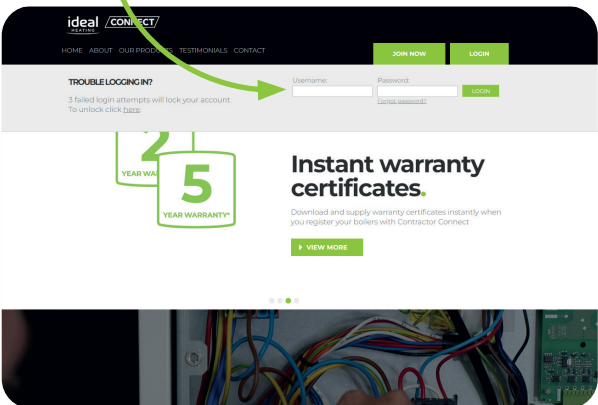 ideal
HEATING
CONNECT
HOME ABOUT OUR PRODUCTS TESTIMONIALS CONTACT
JOIN NOW
LOGIN
TROUBLE LOGGING IN?
3 failed login attempts will lock your account.
To unlock click here.
Username:
Password:
LOGIN
Forgot password?
2
YEAR WA
5
YEAR WARRANTY*
Instant warranty
certificates.
Download and supply warranty certificates instantly when
you register your boilers with Contractor Connect
VIEW MORE